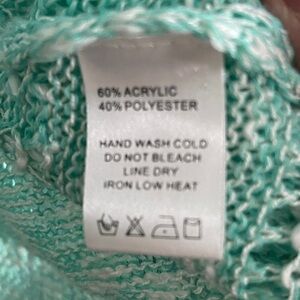 60% ACRYLIC
40% POLYESTER
HAND WASH COLD
DO NOT BLEACH
LINE DRY
IRON LOW HEAT